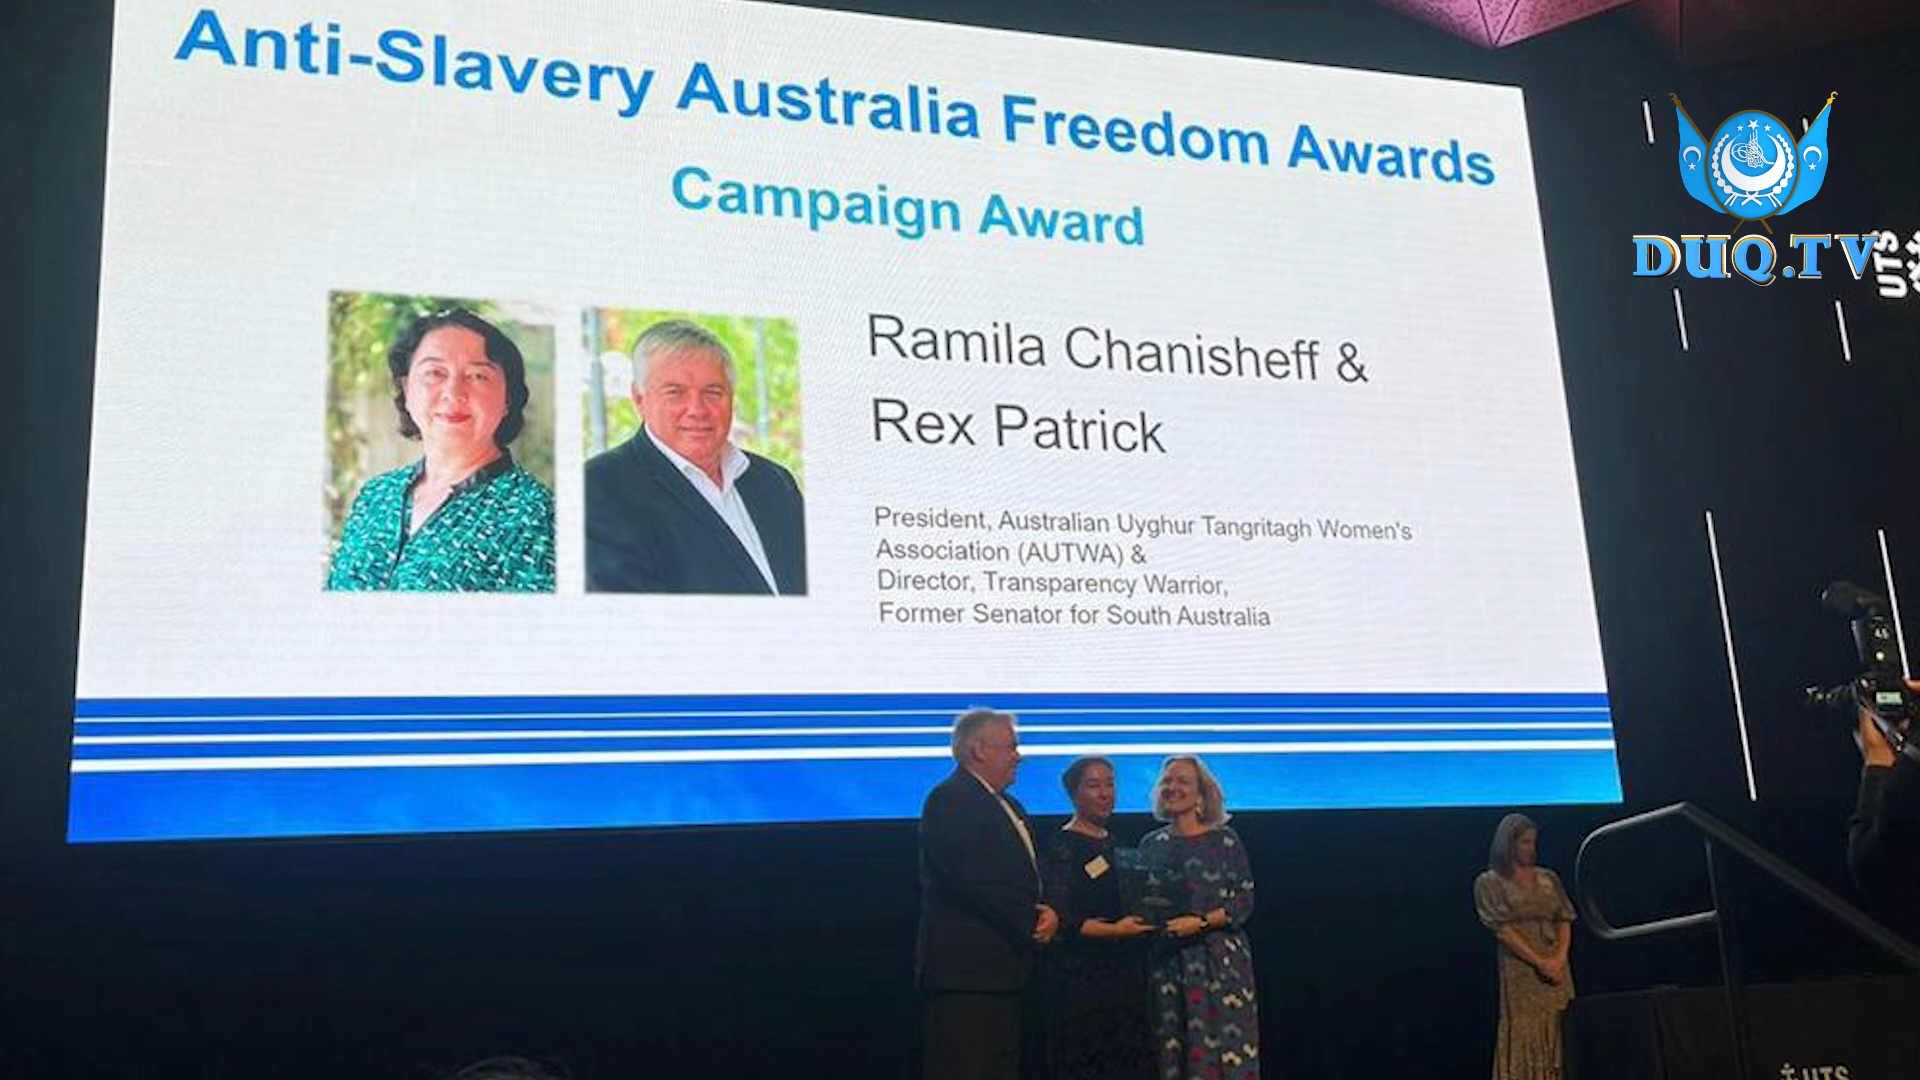 Anti-Slavery Australia Freedom Awards
Campaign Award
Ramila Chanisheff &
Rex Patrick
President, Australian Uyghur Tangritagh Women's
Association (AUTWA) &
Director, Transparency Warrior,
Former Senator for South Australia
DUQ.TV
UTS
UTS